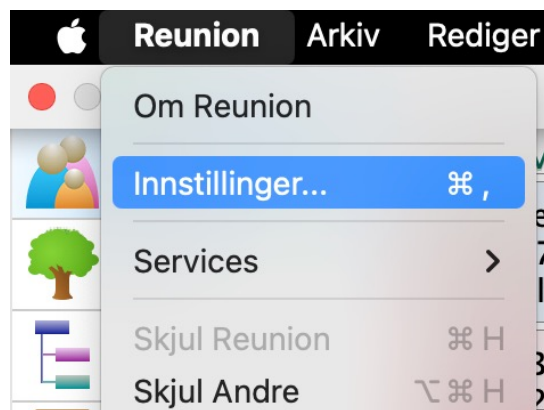 Reunion Arkiv Rediger
Om Reunion
Innstillinger... ⌘ ,
Services
Skjul Reunion ⌘ H
Skjul Andre ⌥ ⌘ H